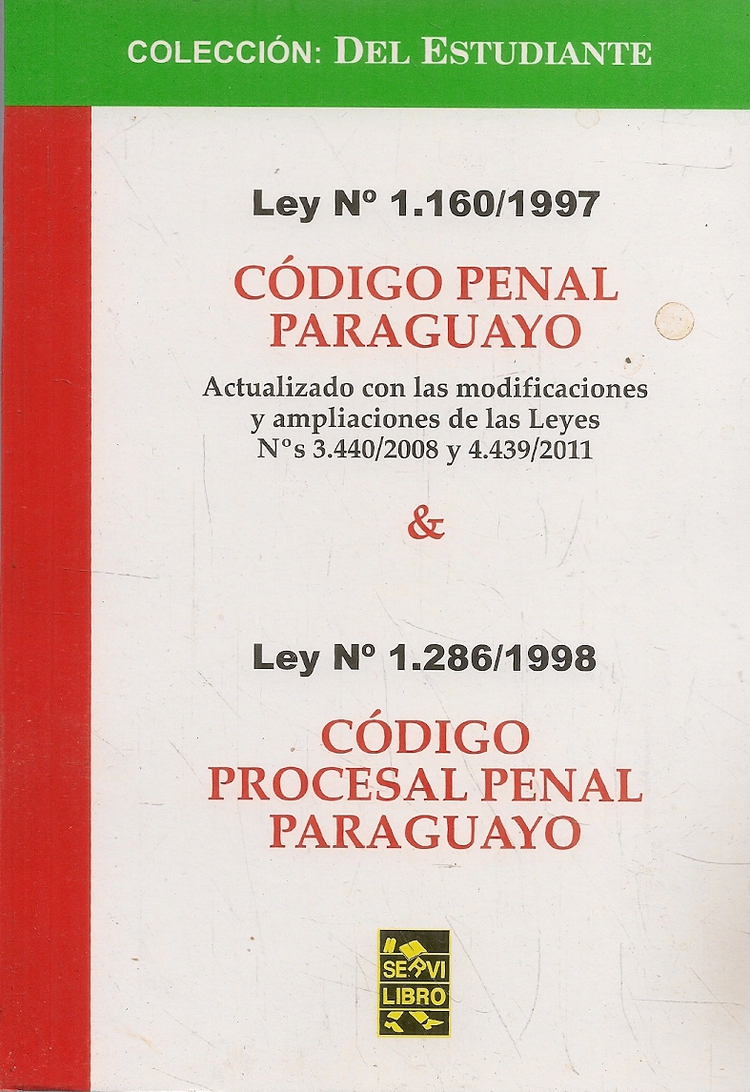 COLECCIÓN: DEL ESTUDIANTE
Ley Nº 1.160/1997
CÓDIGO PENAL
PARAGUAYO
Actualizado con las modificaciones
y ampliaciones de las Leyes
Nºs 3.440/2008 y 4.439/2011
&
Ley Nº 1.286/1998
CÓDIGO
PROCESAL PENAL
PARAGUAYO
SERVI
LIBRO